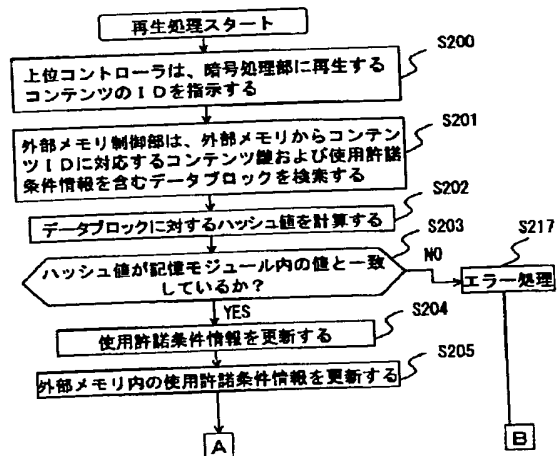 再生処理スタート
S200
上位コントローラは、暗号処理部に再生する
コンテンツのIDを指示する
S201
外部メモリ制御部は、外部メモリからコンテン
ツIDに対応するコンテンツ鍵および使用許諾
条件情報を含むデータブロックを検索する
S202
データブロックに対するハッシュ値を計算する
S203
ハッシュ値が記憶モジュール内の値と一致
しているか？
NO
S217
エラー処理
YES
S204
使用許諾条件情報を更新する
S205
外部メモリ内の使用許諾条件情報を更新する
A
B